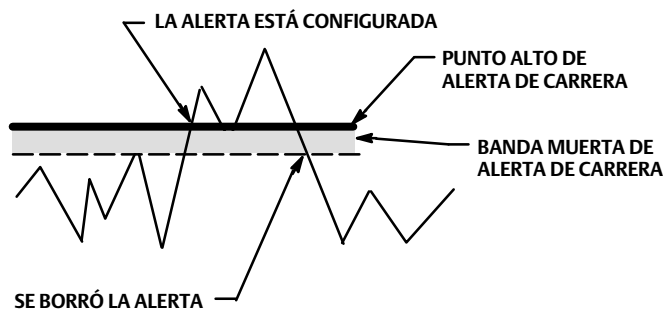 LA ALERTA ESTÁ CONFIGURADA
PUNTO ALTO DE
ALERTA DE CARRERA
BANDA MUERTA DE
ALERTA DE CARRERA
SE BORRÓ LA ALERTA